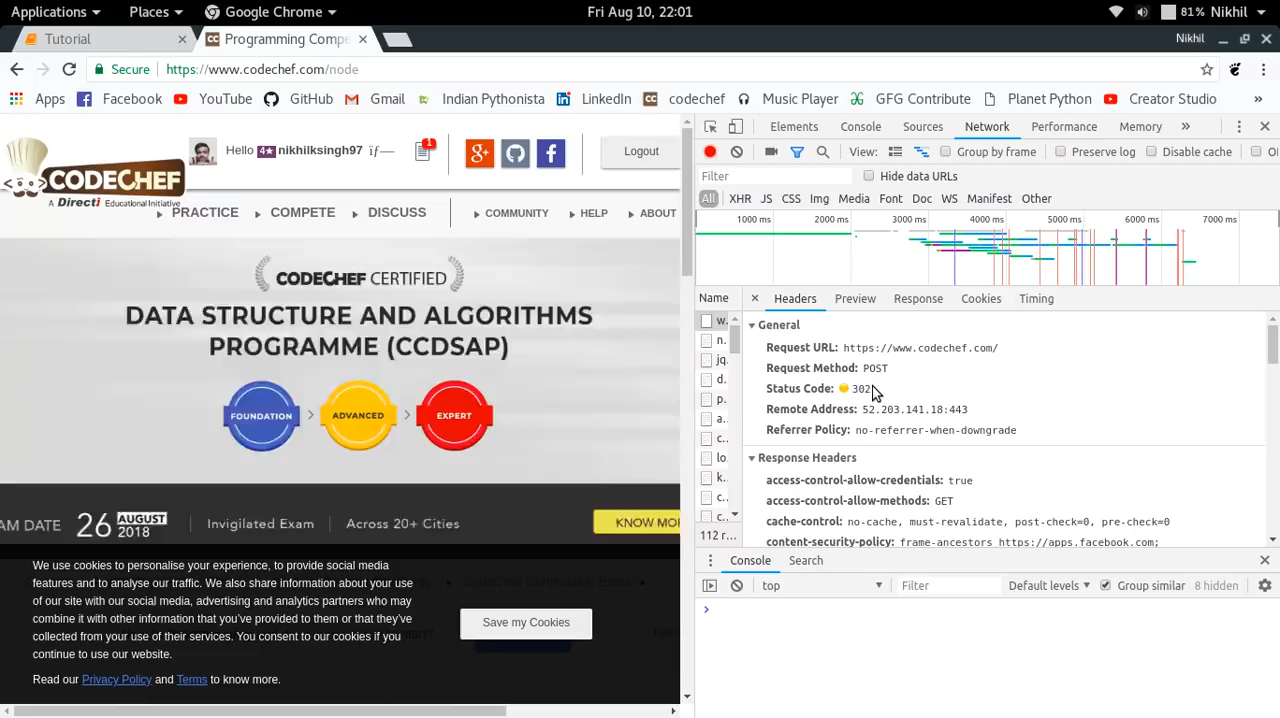 Applications Places Google Chrome Fri Aug 10, 22:01 81% Nikhil
Tutorial Programming Compe Nikhil
Secure https://www.codechef.com/node
Apps Facebook YouTube GitHub Gmail Indian Pythonista LinkedIn codechef Music Player GFG Contribute Planet Python Creator Studio »
Hello 4★ nikhilksingh97 1 Logout
CODECHEF
A Directi Educational Initiative
PRACTICE COMPETE DISCUSS COMMUNITY HELP ABOUT
CODECHEF CERTIFIED
DATA STRUCTURE AND ALGORITHMS
PROGRAMME (CCDSAP)
FOUNDATION ADVANCED EXPERT
AM DATE 26 AUGUST 2018 Invigilated Exam Across 20+ Cities KNOW MO
We use cookies to personalise your experience, to provide social
media features and to analyse our traffic. We also share information about your use
of our site with our social media, advertising and analytics partners who may
combine it with other information that you've provided to them or that they've
collected from your use of their services. You consent to our cookies if you
continue to use our website.
Save my Cookies
Read our Privacy Policy and Terms to know more.
Elements Console Sources Network Performance Memory »
View: Group by frame Preserve log Disable cache
Filter Hide data URLs
All XHR JS CSS Img Media Font Doc WS Manifest Other
1000 ms 2000 ms 3000 ms 4000 ms 5000 ms 6000 ms 7000 ms
Name × Headers Preview Response Cookies Timing
w.
n.
jq
d.
p.
a..
c..
lo.
k..
c..
c..
112 r...
General
Request URL: https://www.codechef.com/
Request Method: POST
Status Code: 302
Remote Address: 52.203.141.18:443
Referrer Policy: no-referrer-when-downgrade
Response Headers
access-control-allow-credentials: true
access-control-allow-methods: GET
cache-control: no-cache, must-revalidate, post-check=0, pre-check=0
content-security-policy: frame-ancestors https://apps.facebook.com;
Console Search
top Filter Default levels Group similar 8 hidden